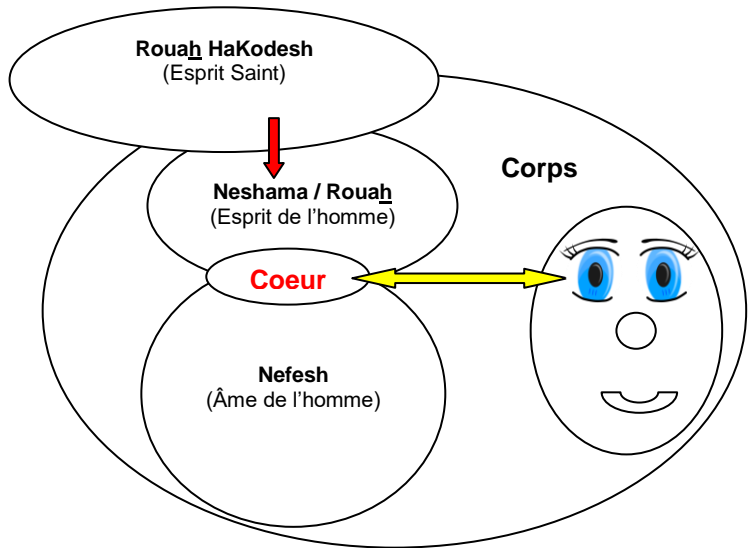 Rouah HaKodesh
(Esprit Saint)
Neshama / Rouah
(Esprit de l’homme)
Corps
Coeur
Nefesh
(Âme de l’homme)